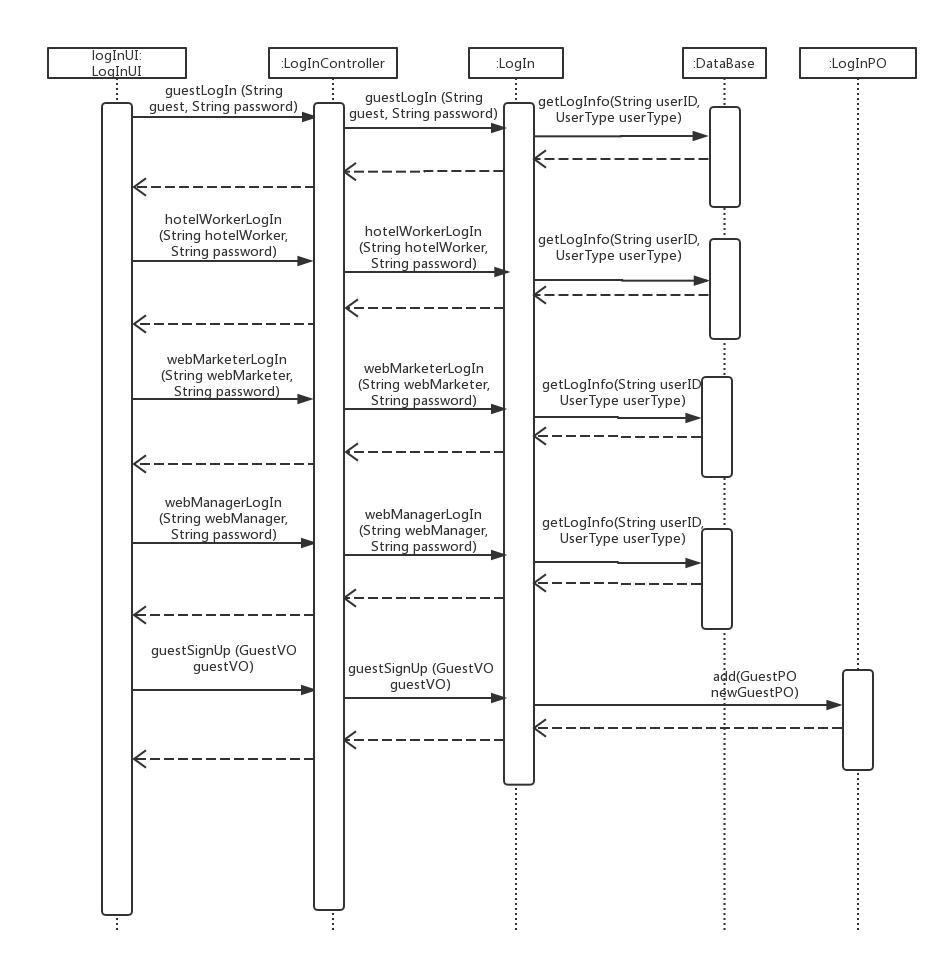 logInUI:
LogInUI
:LogInController
:LogIn
:DataBase
:LogInPO
guestLogIn (String
guest, String password)
guestLogIn (String
guest, String password)
getLogInfo(String userID,
UserType userType)
hotelWorkerLogIn
(String hotelWorker,
String password)
hotelWorkerLogIn
(String hotelWorker,
String password)
getLogInfo(String userID,
UserType userType)
webMarketerLogIn
(String webMarketer,
String password)
webMarketerLogIn
(String webMarketer,
String password)
getLogInfo(String userID
UserType userType)
webManagerLogIn
(String webManager,
String password)
webManagerLogIn
(String webManager,
String password)
getLogInfo(String userID,
UserType userType)
guestSignUp (GuestVO
guestVO)
guestSignUp (GuestVO
guestVO)
add(GuestPO
newGuestPO)